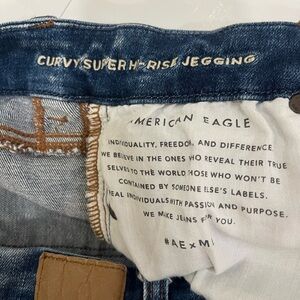 CURVY SUPER HI-RISE JEGGING
AMERICAN EAGLE
INDIVIDUALITY, FREEDOM, AND DIFFERENCE.
WE BELIEVE IN THE ONES WHO REVEAL THEIR TRUE
SELVES TO THE WORLD THOSE WHO WON'T BE
CONTAINED BY SOMEONE ELSE'S LABELS.
REAL INDIVIDUALS WITH PASSION AND PURPOSE.
WE MAKE JEANS FOR YOU.
#AExME